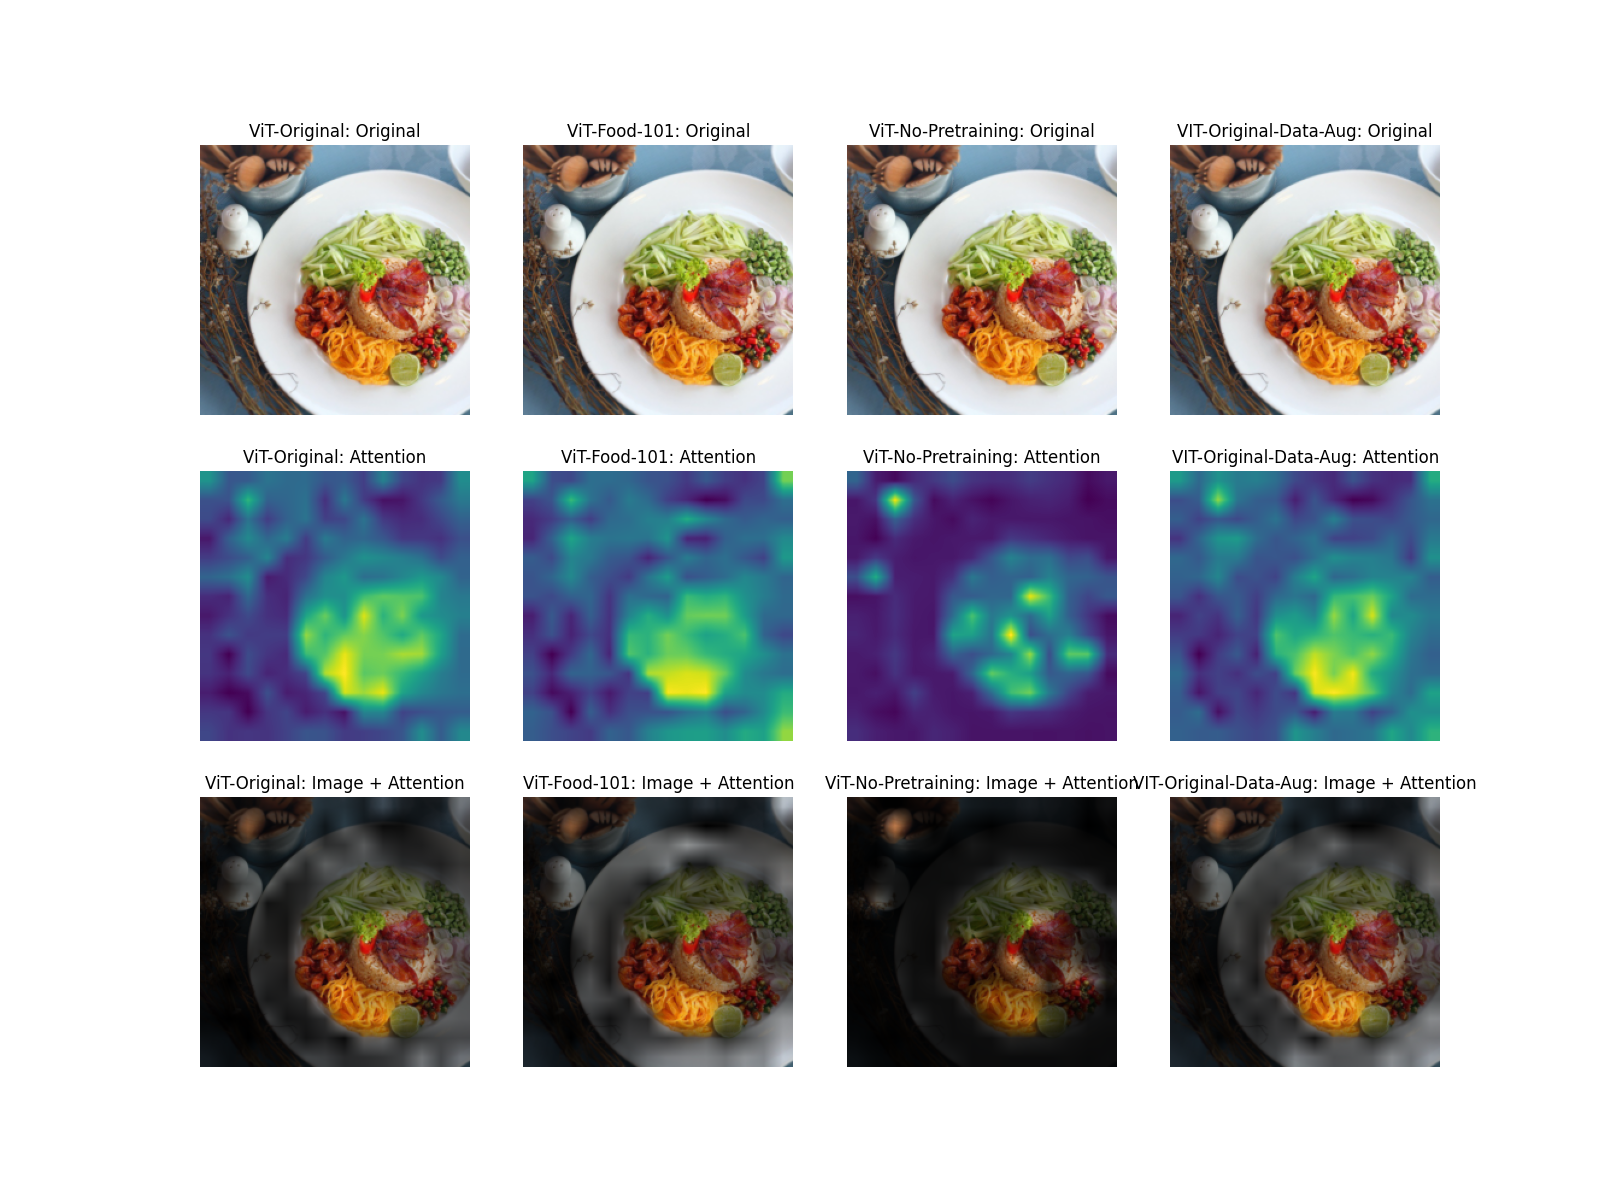 ViT-Original: Original
ViT-Food-101: Original
ViT-No-Pretraining: Original
VIT-Original-Data-Aug: Original
ViT-Original: Attention
ViT-Food-101: Attention
ViT-No-Pretraining: Attention
VIT-Original-Data-Aug: Attention
ViT-Original: Image + Attention
ViT-Food-101: Image + Attention
ViT-No-Pretraining: Image + Attention
VIT-Original-Data-Aug: Image + Attention